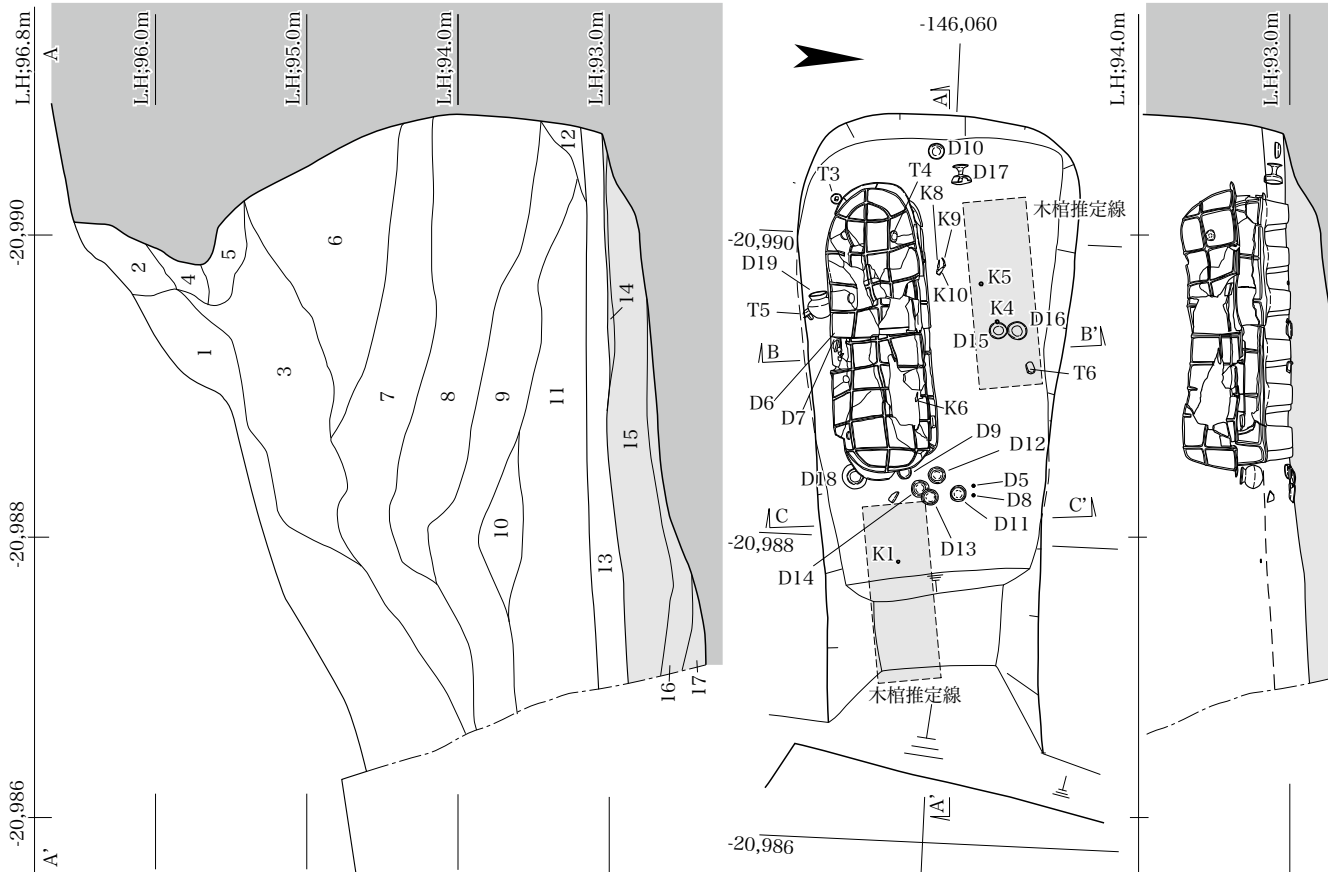 L.H;96.8m
A
L.H;96.0m
L.H;95.0m
L.H;94.0m
L.H;93.0m
-20,990
-20,988
-20,986
A'
1
2
3
4
5
6
7
8
9
10
11
12
13
14
15
16
17
-146,060
A
D10
D17
T3
T4
K8
K9
木棺推定線
-20,990
D19
K5
K10
K4
D16
T5
D15
B
B'
T6
D6
D7
K6
D9
D12
D18
D5
D8
C
C'
D11
-20,988
D13
K1
D14
木棺推定線
A'
-20,986
L.H;94.0m
L.H;93.0m